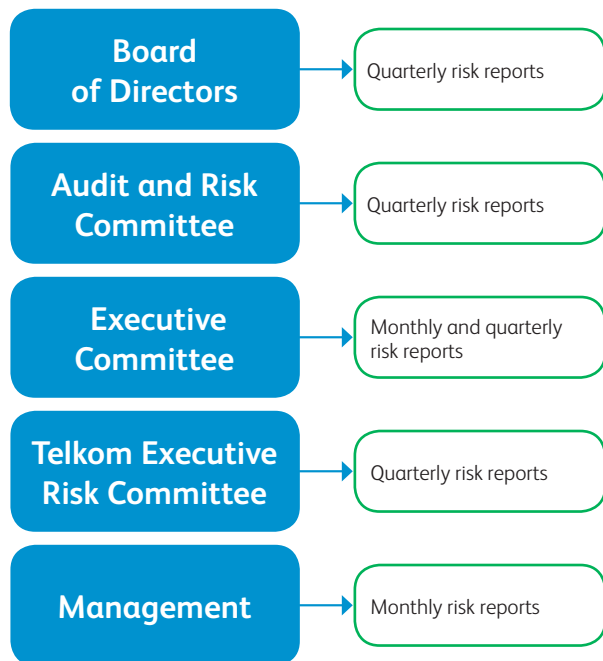 Board
of Directors
Quarterly risk reports
Audit and Risk
Committee
Quarterly risk reports
Executive
Committee
Monthly and quarterly
risk reports
Telkom Executive
Risk Committee
Quarterly risk reports
Management
Monthly risk reports